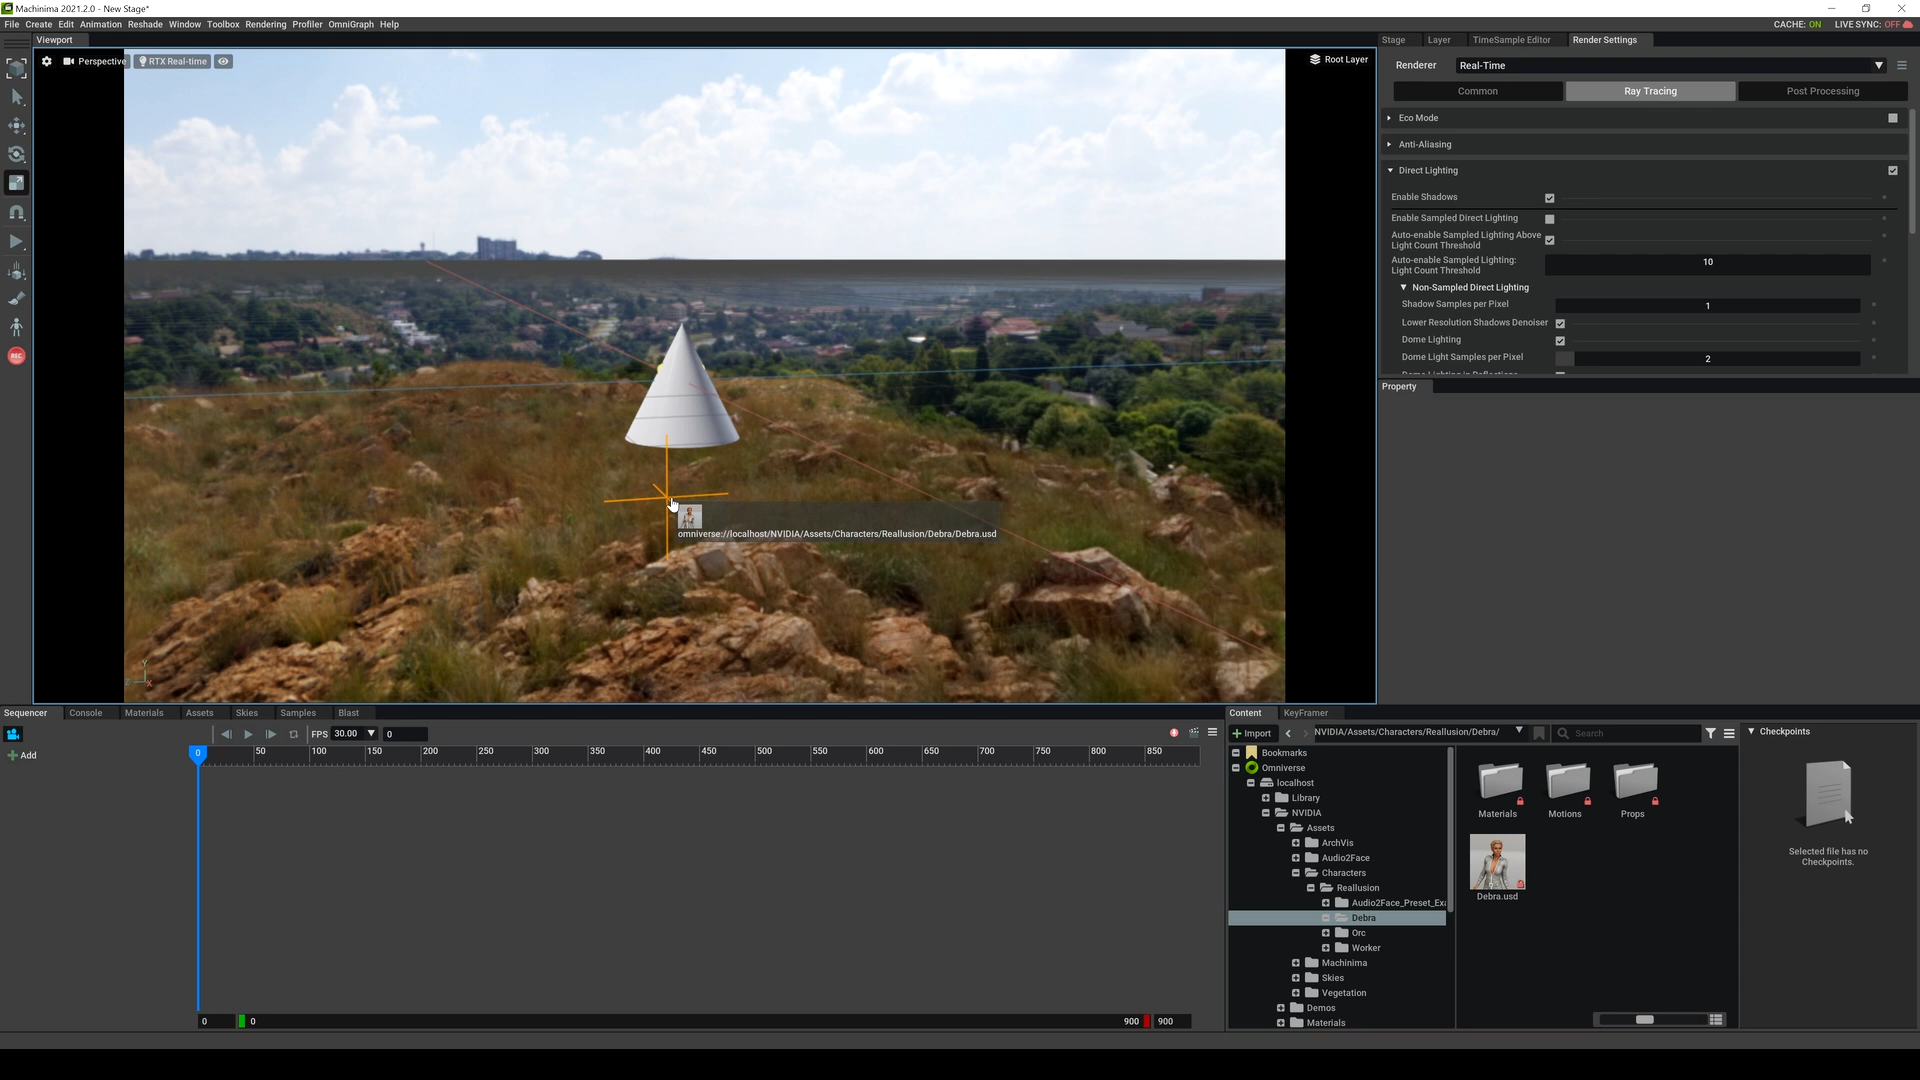 Machinima 2021.2.0 - New Stage*
File Create Edit Animation Reshade Window Toolbox Rendering Profiler OmniGraph Help
CACHE: ON LIVE SYNC: OFF
Viewport
Perspective
RTX Real-time
Root Layer
REC
omniverse://localhost/NVIDIA/Assets/Characters/Reallusion/Debra/Debra.usd
Y
Z
X
Stage Layer TimeSample Editor Render Settings
Renderer Real-Time
Common Ray Tracing Post Processing
Eco Mode
Anti-Aliasing
Direct Lighting
Enable Shadows
Enable Sampled Direct Lighting
Auto-enable Sampled Lighting Above
Light Count Threshold
Auto-enable Sampled Lighting:
Light Count Threshold
10
Non-Sampled Direct Lighting
Shadow Samples per Pixel 1
Lower Resolution Shadows Denoiser
Dome Lighting
Dome Light Samples per Pixel 2
Property
Sequencer Console Materials Assets Skies Samples Blast
FPS 30.00 0
Add
0 50 100 150 200 250 300 350 400 450 500 550 600 650 700 750 800 850
0 0 900 900
Content KeyFramer
Import NVIDIA/Assets/Characters/Reallusion/Debra/ Search
Bookmarks
Omniverse
localhost
Library
NVIDIA
Assets
ArchVis
Audio2Face
Characters
Reallusion
Audio2Face_Preset_Exa
Debra
Orc
Worker
Machinima
Skies
Vegetation
Demos
Materials
Materials Motions Props
Debra.usd
Checkpoints
Selected file has no
Checkpoints.